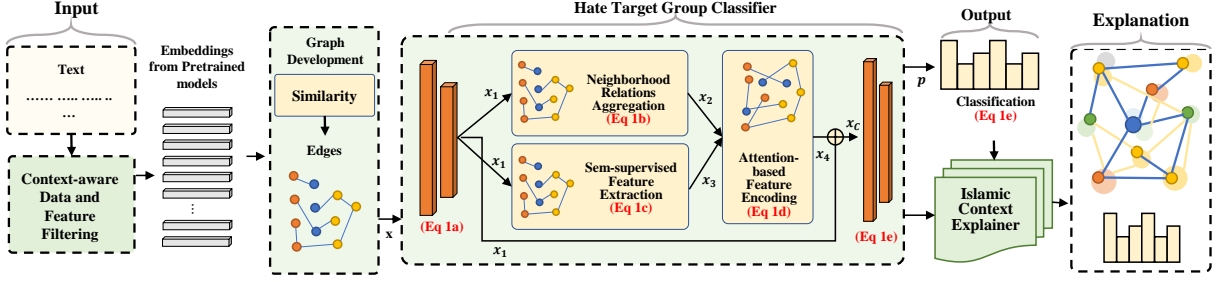 Input
Text
...... ..... ..... ..
...
Context-aware
Data and
Feature
Filtering
Embeddings
from Pretrained
models
⋮
Graph
Development
Similarity
Edges
x
Hate Target Group Classifier
(Eq 1a)
x1
x1
x1
Neighborhood
Relations
Aggregation
(Eq 1b)
Sem-supervised
Feature
Extraction
(Eq 1c)
x2
x3
Attention-
based
Feature
Encoding
(Eq 1d)
x4
xC
(Eq 1e)
p
Output
Classification
(Eq 1e)
Islamic
Context
Explainer
Explanation